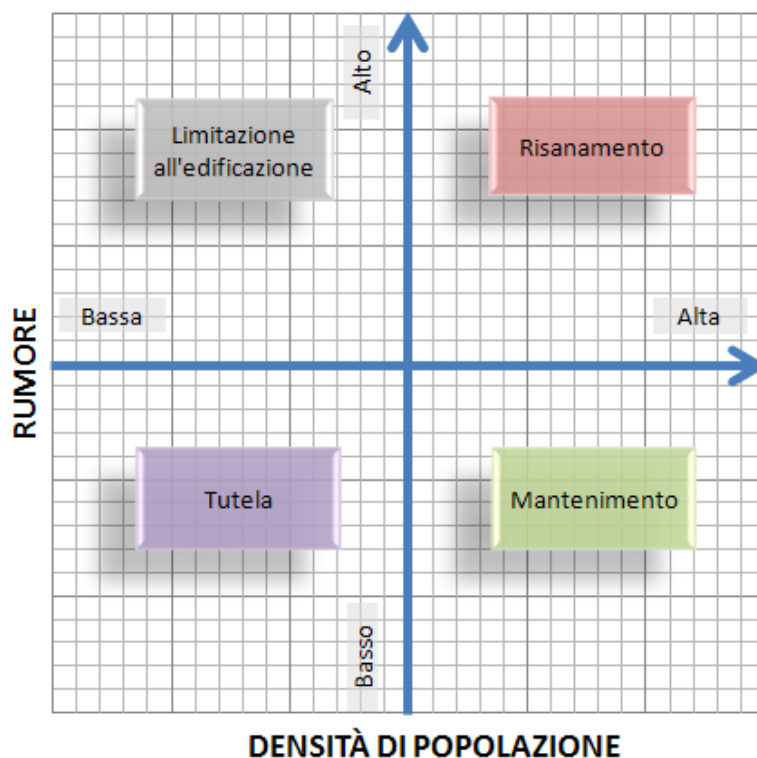 Alto
Limitazione
all'edificazione
Risanamento
Bassa
Alta
RUMORE
Tutela
Mantenimento
Basso
DENSITÀ DI POPOLAZIONE